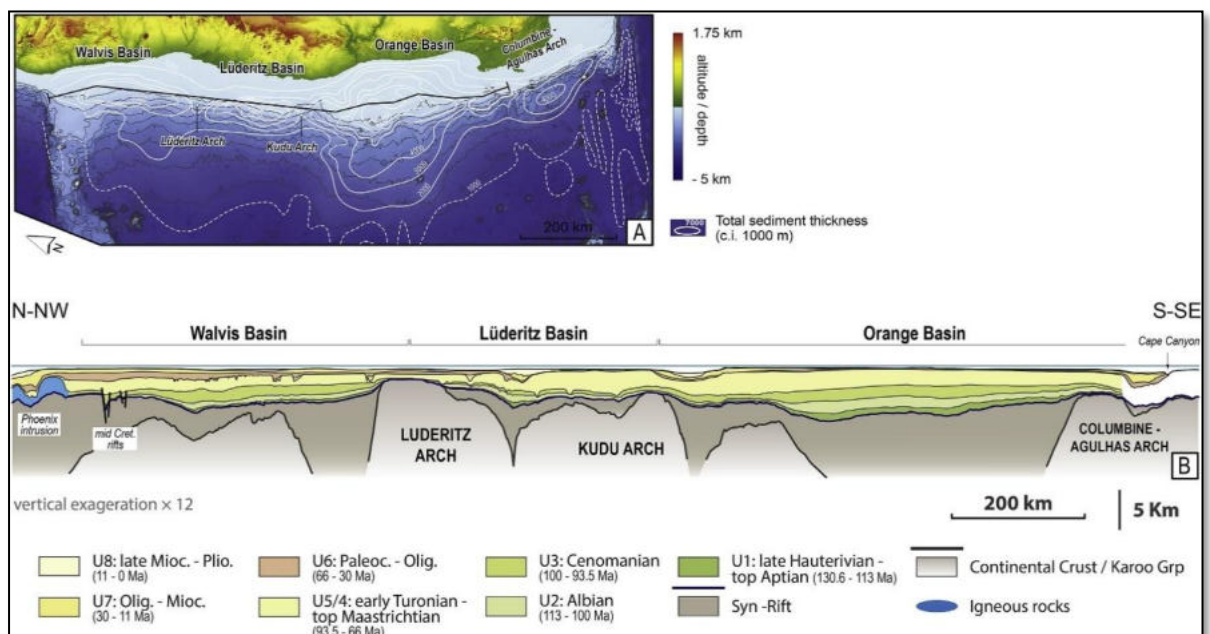 Walvis Basin
Lüderitz Basin
Orange Basin
Columbine -
Agulhas Arch
Lüderitz Arch
Kudu Arch
200 km
A
N
1.75 km
altitude / depth
- 5 km
Total sediment thickness
(c.i. 1000 m)
N-NW
S-SE
Walvis Basin
Lüderitz Basin
Orange Basin
Cape Canyon
Phoenix
intrusion
mid Cret.
rifts
LUDERITZ
ARCH
KUDU ARCH
COLUMBINE -
AGULHAS ARCH
B
vertical exageration × 12
200 km
5 Km
U8: late Mioc. - Plio.
(11 - 0 Ma)
U7: Olig. - Mioc.
(30 - 11 Ma)
U6: Paleoc. - Olig.
(66 - 30 Ma)
U5/4: early Turonian -
top Maastrichtian
(93.5 - 66 Ma)
U3: Cenomanian
(100 - 93.5 Ma)
U2: Albian
(113 - 100 Ma)
U1: late Hauterivian -
top Aptian (130.6 - 113 Ma)
Syn -Rift
Continental Crust / Karoo Grp
Igneous rocks